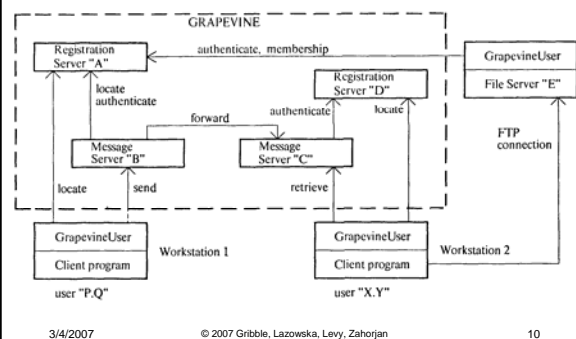 GRAPEVINE
Registration
Server "A"
authenticate, membership
GrapevineUser
File Server "E"
Registration
Server "D"
locate
authenticate
authenticate
locate
forward
FTP
connection
Message
Server "B"
Message
Server "C"
locate
send
retrieve
GrapevineUser
Client program
Workstation 1
GrapevineUser
Client program
Workstation 2
user "P.Q"
user "X.Y"
3/4/2007
© 2007 Gribble, Lazowska, Levy, Zahorjan
10